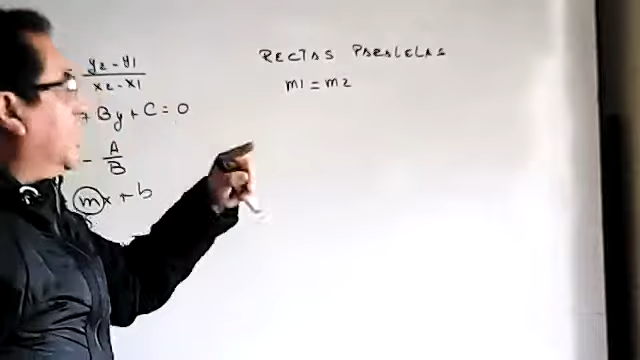 y2 - y1
x2 - x1
+ By + C = 0
- A
B
mx + b
RECTAS PARALELAS
m1 = m2